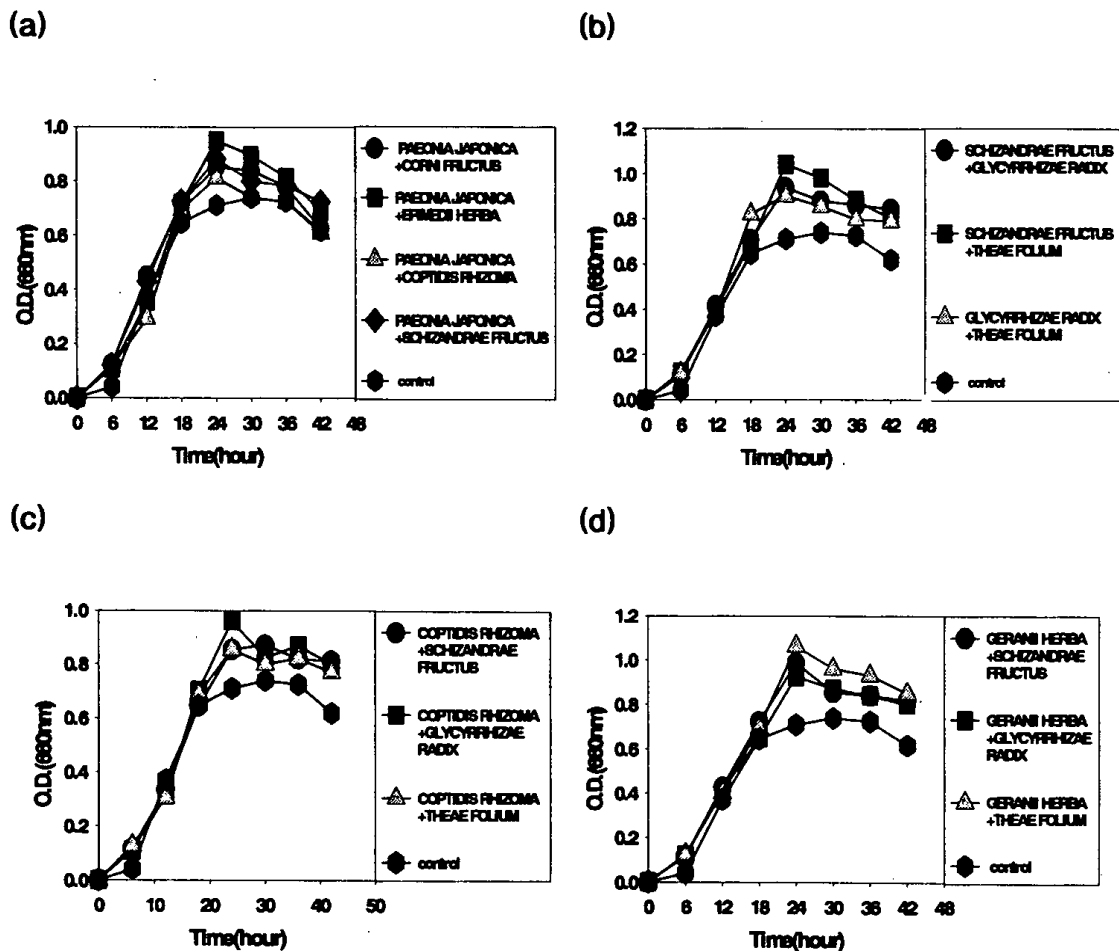 (a)
1.0
0.8
0.6
0.4
0.2
0.0
O.D.(660nm)
0 6 12 18 24 30 36 42 48
Time(hour)
PAEONIA JAPONICA
+CORNI FRUCTUS
PAEONIA JAPONICA
+EPIMEDII HERBA
PAEONIA JAPONICA
+COPTIDIS RHIZOMA
PAEONIA JAPONICA
+SCHIZANDRAE FRUCTUS
control
(b)
1.2
1.0
0.8
0.6
0.4
0.2
0.0
O.D.(660nm)
0 6 12 18 24 30 36 42 48
Time(hour)
SCHIZANDRAE FRUCTUS
+GLYCYRRHIZAE RADIX
SCHIZANDRAE FRUCTUS
+THEAE FOLIUM
GLYCYRRHIZAE RADIX
+THEAE FOLIUM
control
(c)
1.0
0.8
0.6
0.4
0.2
0.0
O.D.(660nm)
0 10 20 30 40 50
Time(hour)
COPTIDIS RHIZOMA
+SCHIZANDRAE
FRUCTUS
COPTIDIS RHIZOMA
+GLYCYRRHIZAE
RADIX
COPTIDIS RHIZOMA
+THEAE FOLIUM
control
(d)
1.2
1.0
0.8
0.6
0.4
0.2
0.0
O.D.(660nm)
0 6 12 18 24 30 36 42 48
Time(hour)
GERANII HERBA
+SCHIZANDRAE
FRUCTUS
GERANII HERBA
+GLYCYRRHIZAE
RADIX
GERANII HERBA
+THEAE FOLIUM
control